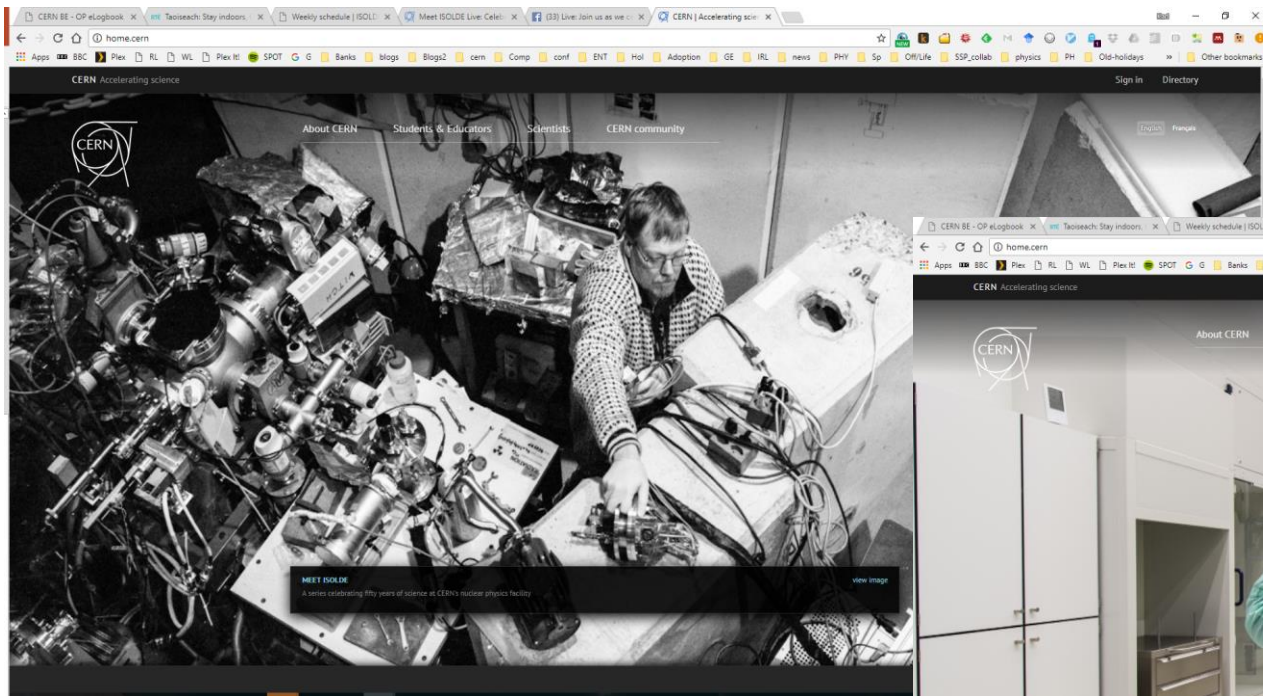 CERN BE - OP eLogbook
Taoiseach: Stay indoors,
Weekly schedule | ISOLD
Meet ISOLDE Live: Celeb
(33) Live: Join us as we c
CERN | Accelerating scien
home.cern
Apps BBC Plex RL WL Plex It! SPOT G G Banks blogs Blogs2 cern Comp conf ENT Hol Adoption GE IRL news PHY Sp Off/Life SSP_collab physics PH Old-holidays » Other bookmarks
CERN Accelerating science
Sign in Directory
CERN
About CERN Students & Educators Scientists CERN community
English Français
MEET ISOLDE
view image
A series celebrating fifty years of science at CERN's nuclear physics facility
CERN BE - OP eLogbook
Taoiseach: Stay indoors,
Weekly schedule | ISOL
home.cern
Apps BBC Plex RL WL Plex It! SPOT G G Banks
CERN Accelerating science
CERN
About CERN